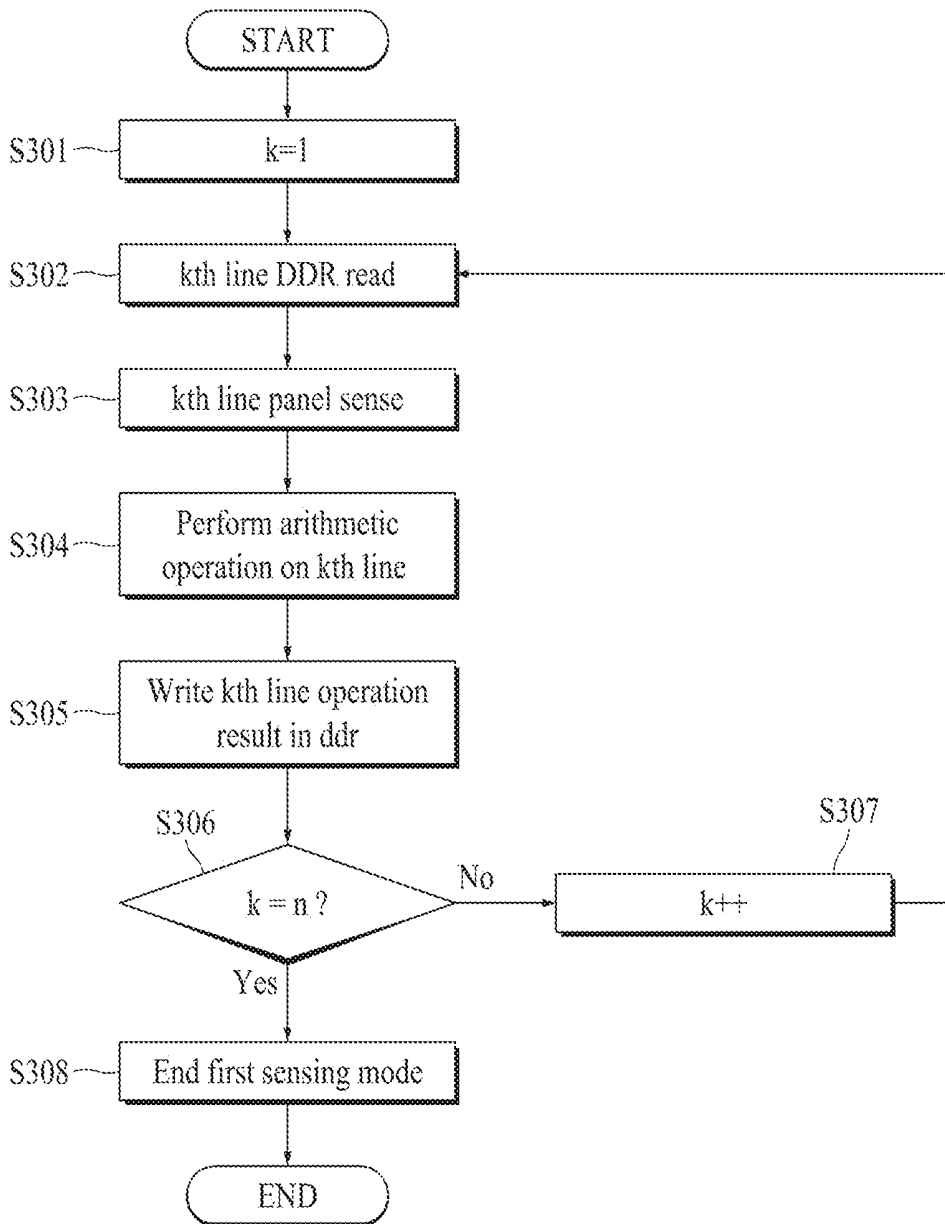 START
S301
k=1
S302
kth line DDR read
S303
kth line panel sense
S304
Perform arithmetic
operation on kth line
S305
Write kth line operation
result in ddr
S306
k = n ?
No
S307
k++
Yes
S308
End first sensing mode
END